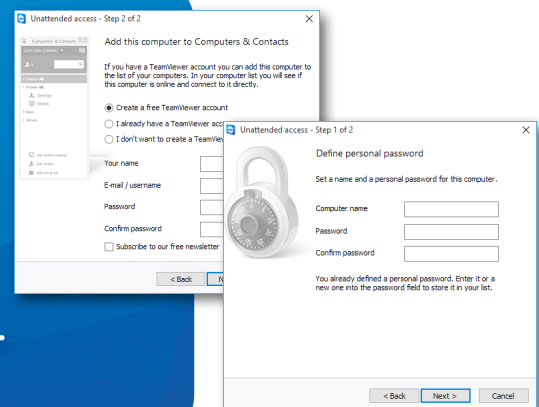 Unattended access - Step 2 of 2
Computers & Contacts
Add this computer to Computers & Contacts
If you have a TeamViewer account you can add this computer to
the list of your computers. In your computer list you will see if
this computer is online and connect to it directly.
George
Media
Create a free TeamViewer account
I already have a TeamViewer acc
I don't want to create a TeamView
Your name
E-mail / username
Password
Confirm password
Subscribe to our free newsletter
< Back
N
Unattended access - Step 1 of 2
Define personal password
Set a name and a personal password for this computer.
Computer name
Password
Confirm password
You already defined a personal password. Enter it or a
new one into the password field to store it in your list.
< Back
Next >
Cancel